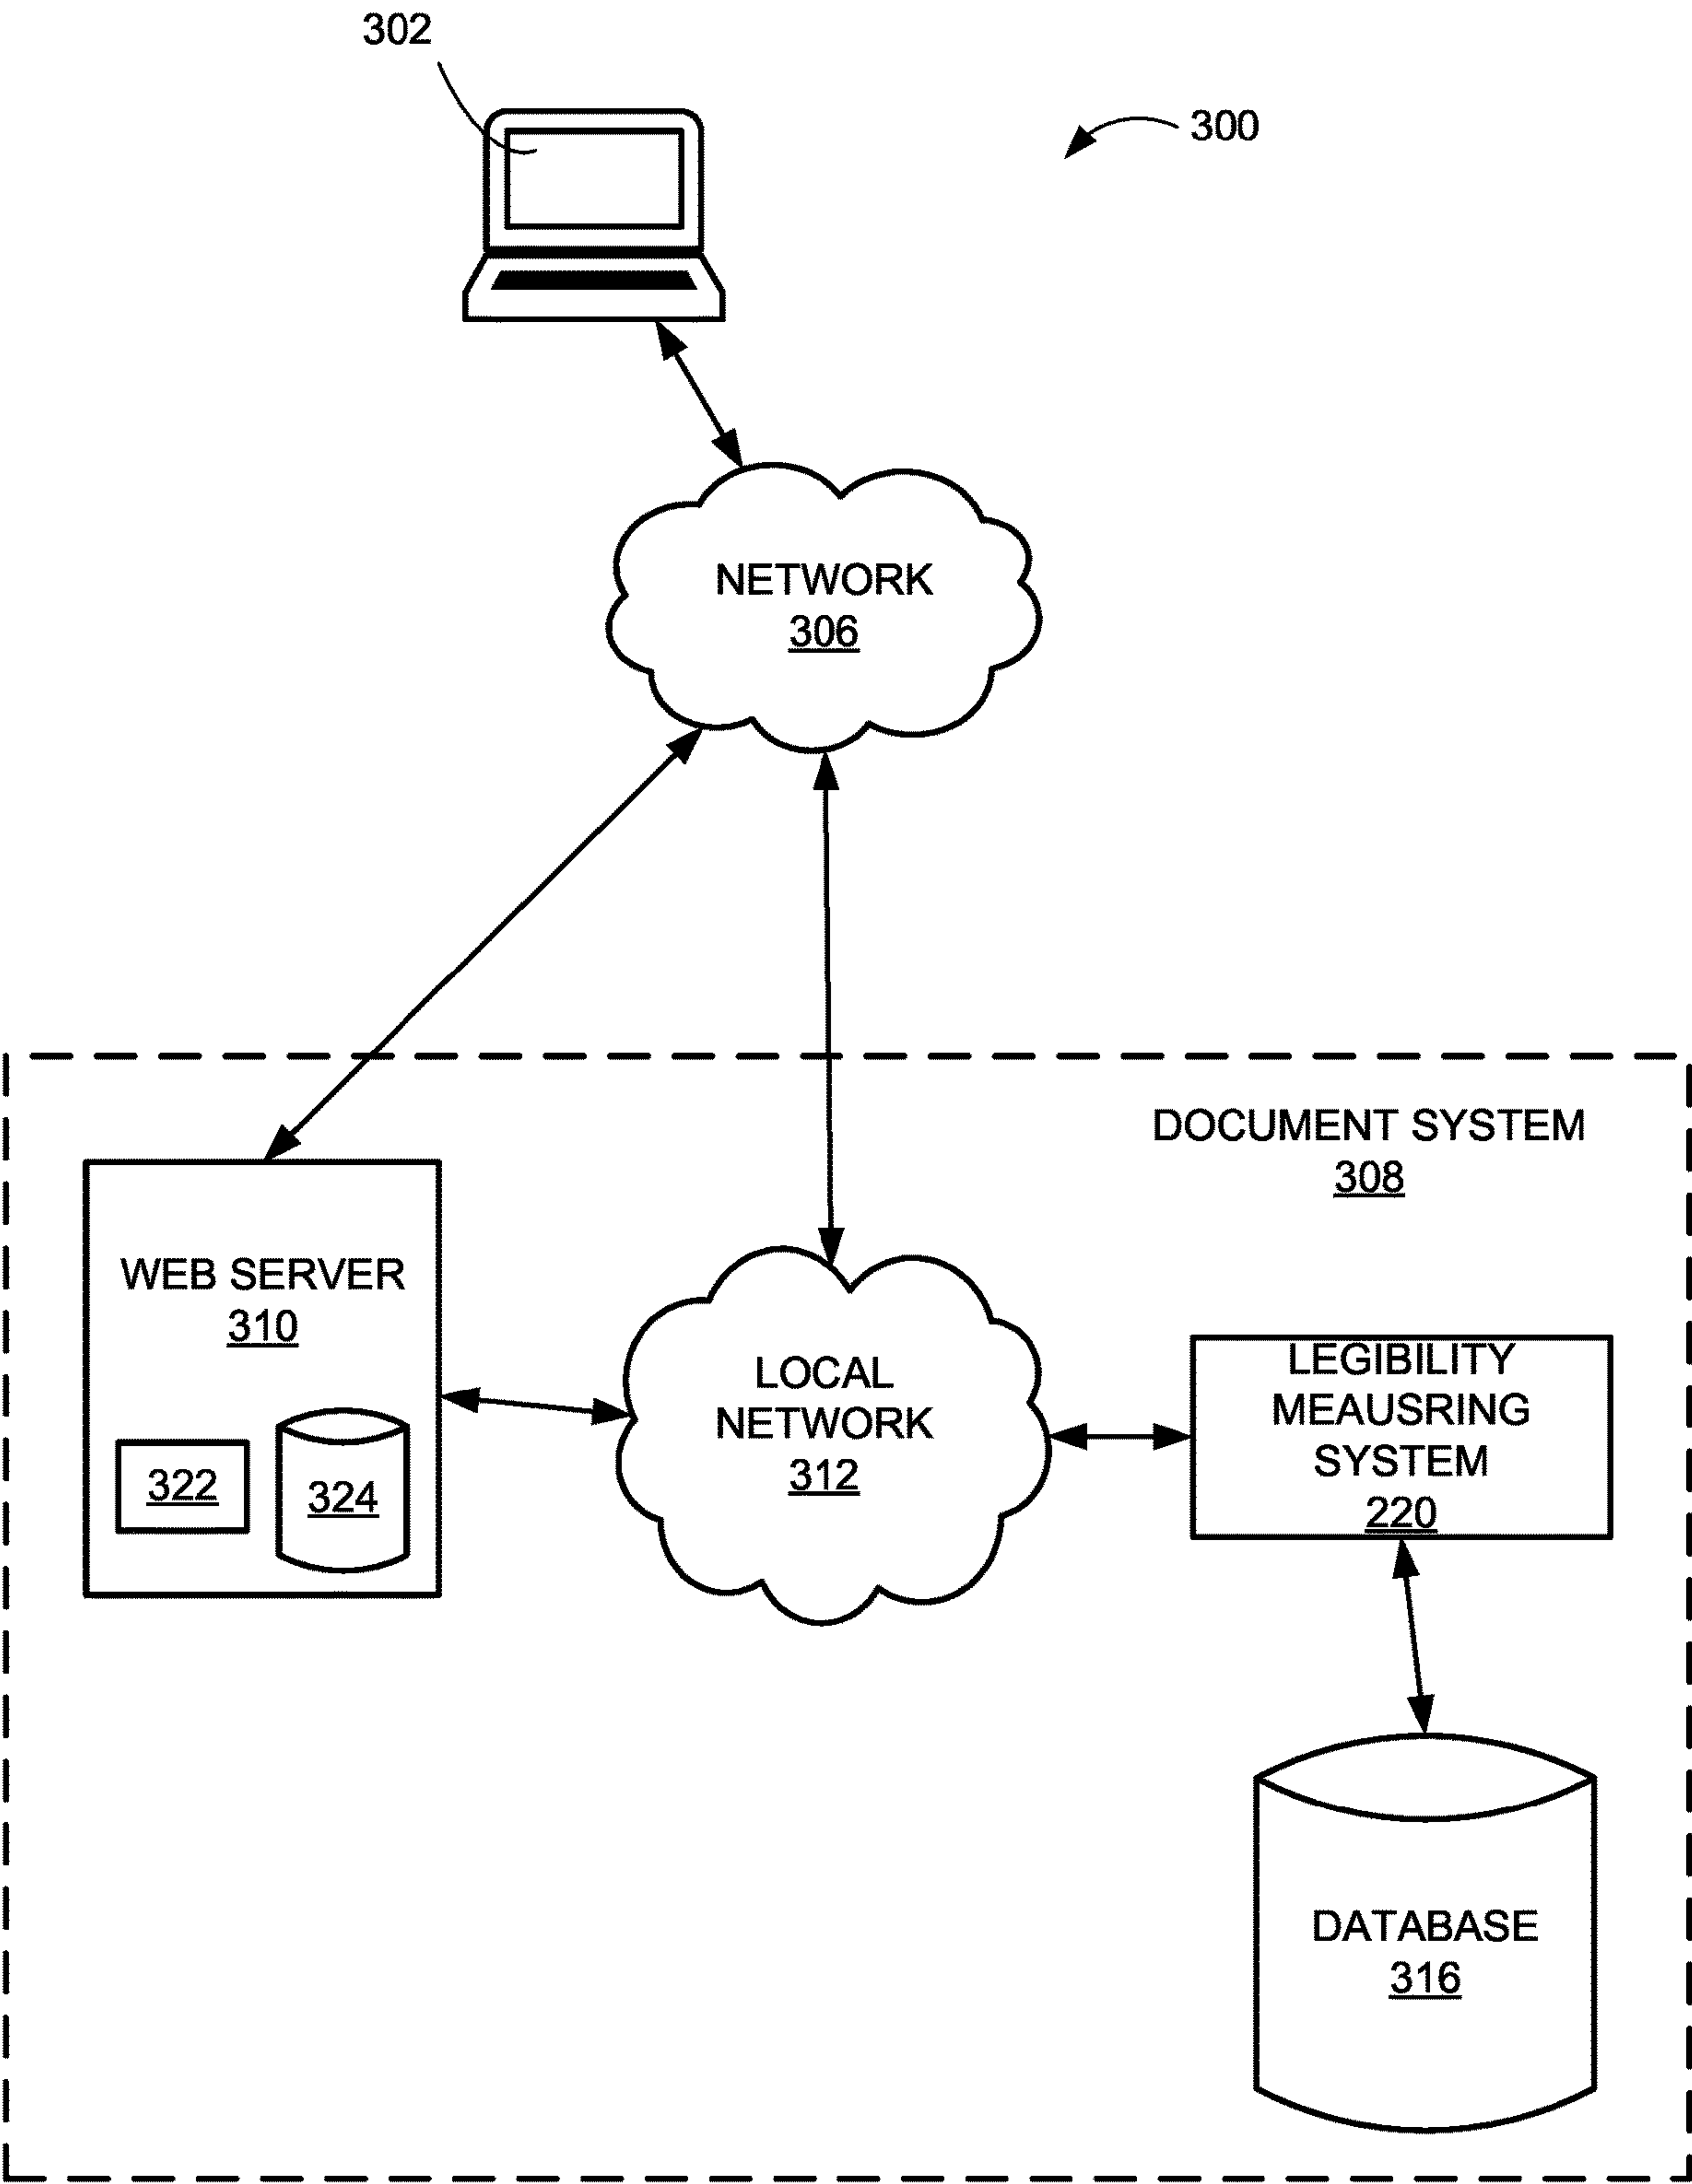 302
300
NETWORK
306
DOCUMENT SYSTEM
308
WEB SERVER
310
322
324
LOCAL
NETWORK
312
LEGIBILITY
MEAUSRING
SYSTEM
220
DATABASE
316